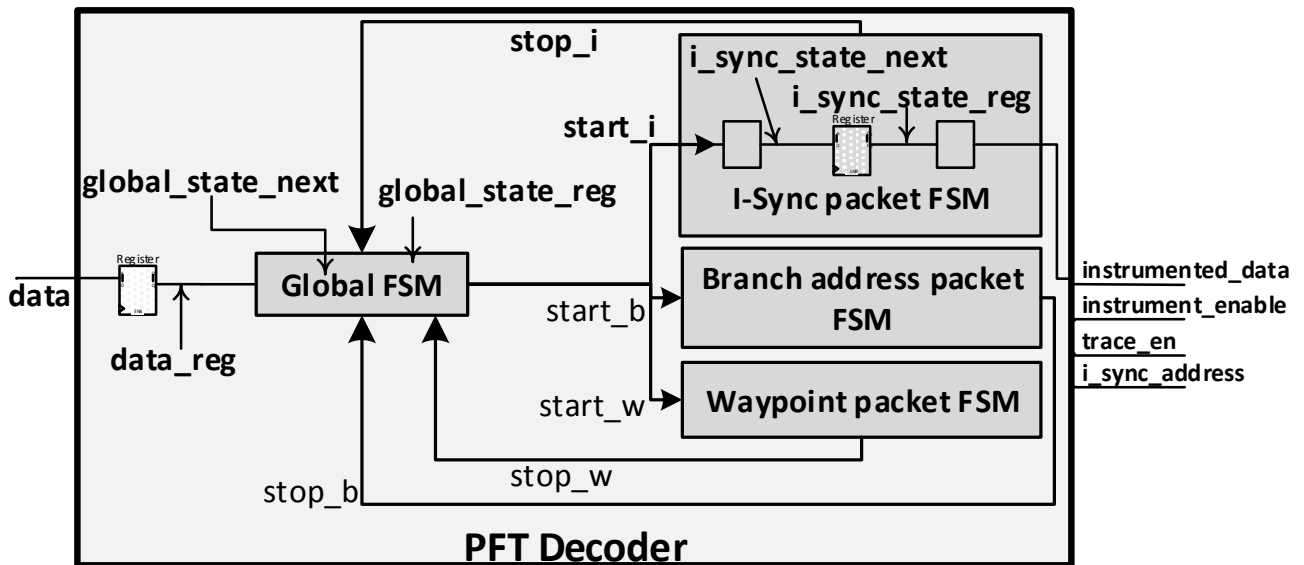 stop_i
i_sync_state_next
i_sync_state_reg
Register
start_i
I-Sync packet FSM
global_state_next
global_state_reg
Register
data
Global FSM
data_reg
Branch address packet
FSM
start_b
instrumented_data
instrument_enable
trace_en
i_sync_address
Waypoint packet FSM
start_w
stop_w
stop_b
PFT Decoder